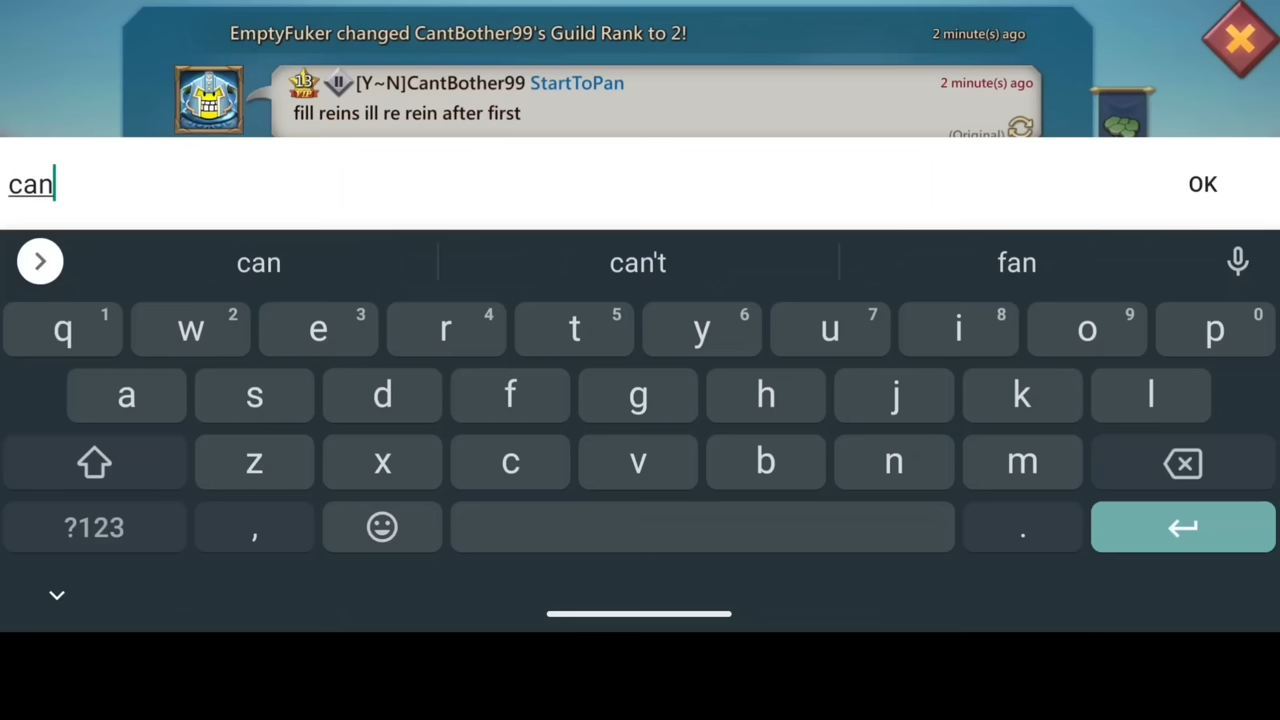 EmptyFuker changed CantBother99's Guild Rank to 2!
2 minute(s) ago
13
VIP
II
[Y~N]CantBother99 StartToPan
2 minute(s) ago
fill reins ill re rein after first
(Original)
can
OK
can
can't
fan
q 1 w 2 e 3 r 4 t 5 y 6 u 7 i 8 o 9 p 0
a s d f g h j k l
z x c v b n m
?123 , .